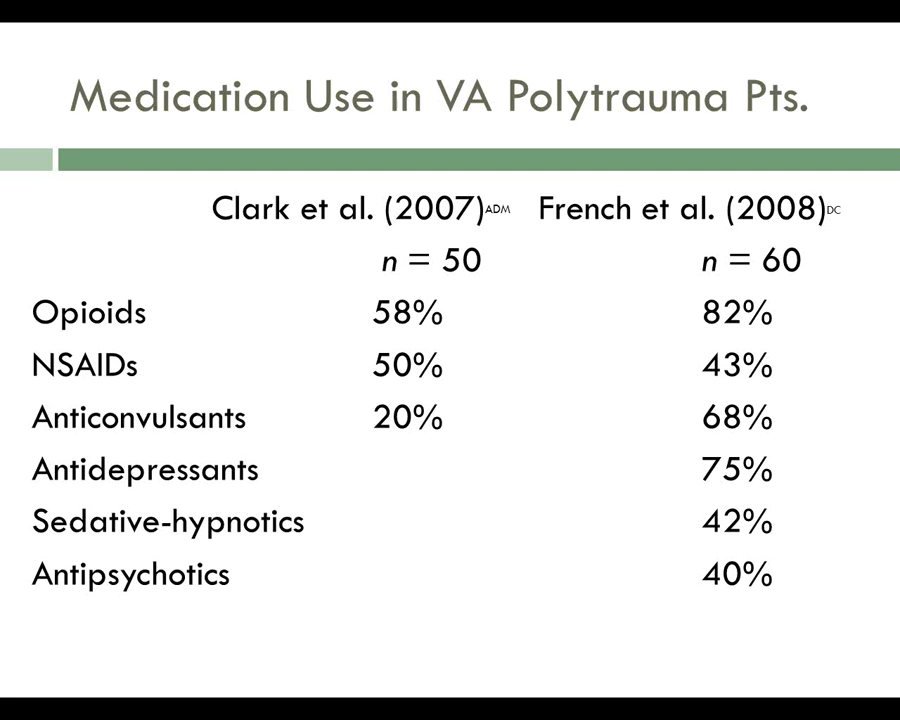 Medication Use in VA Polytrauma Pts.
Clark et al. (2007)ADM French et al. (2008)DC
n = 50 n = 60
Opioids 58% 82%
NSAIDs 50% 43%
Anticonvulsants 20% 68%
Antidepressants 75%
Sedative-hypnotics 42%
Antipsychotics 40%